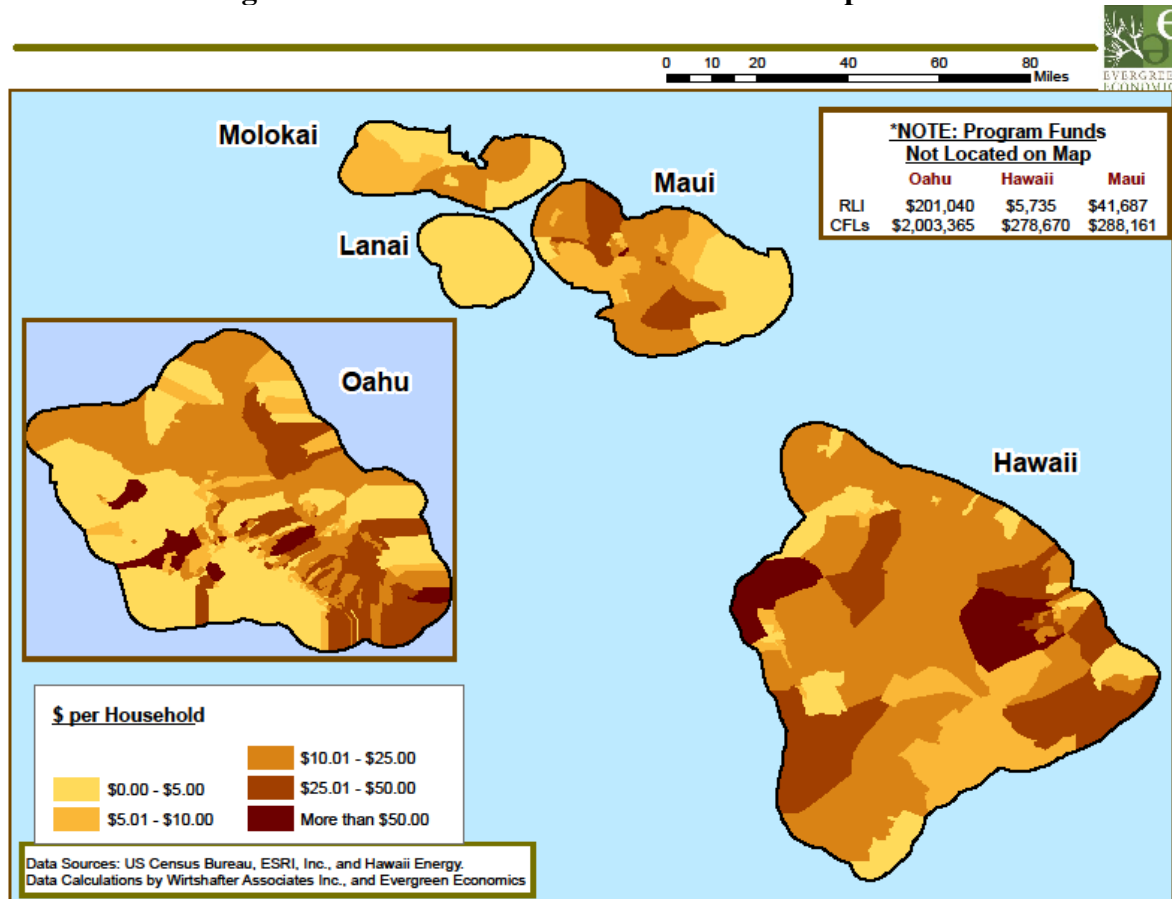 0 10 20 40 60 80
Miles
Molokai
Maui
Lanai
*NOTE: Program Funds
Not Located on Map
Oahu Hawaii Maui
RLI $201,040 $5,735 $41,687
CFLs $2,003,365 $278,670 $288,161
Oahu
Hawaii
$ per Household
$0.00 - $5.00
$5.01 - $10.00
$10.01 - $25.00
$25.01 - $50.00
More than $50.00
Data Sources: US Census Bureau, ESRI, Inc., and Hawaii Energy.
Data Calculations by Wirtshafter Associates Inc., and Evergreen Economics